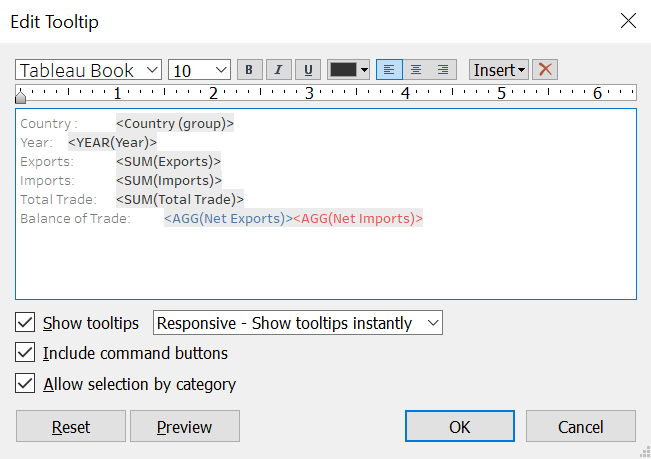 Edit Tooltip
Tableau Book 10 B I U Insert
1 2 3 4 5 6
Country : <Country (group)>
Year: <YEAR(Year)>
Exports: <SUM(Exports)>
Imports: <SUM(Imports)>
Total Trade: <SUM(Total Trade)>
Balance of Trade: <AGG(Net Exports)><AGG(Net Imports)>
Show tooltips Responsive - Show tooltips instantly
Include command buttons
Allow selection by category
Reset Preview OK Cancel